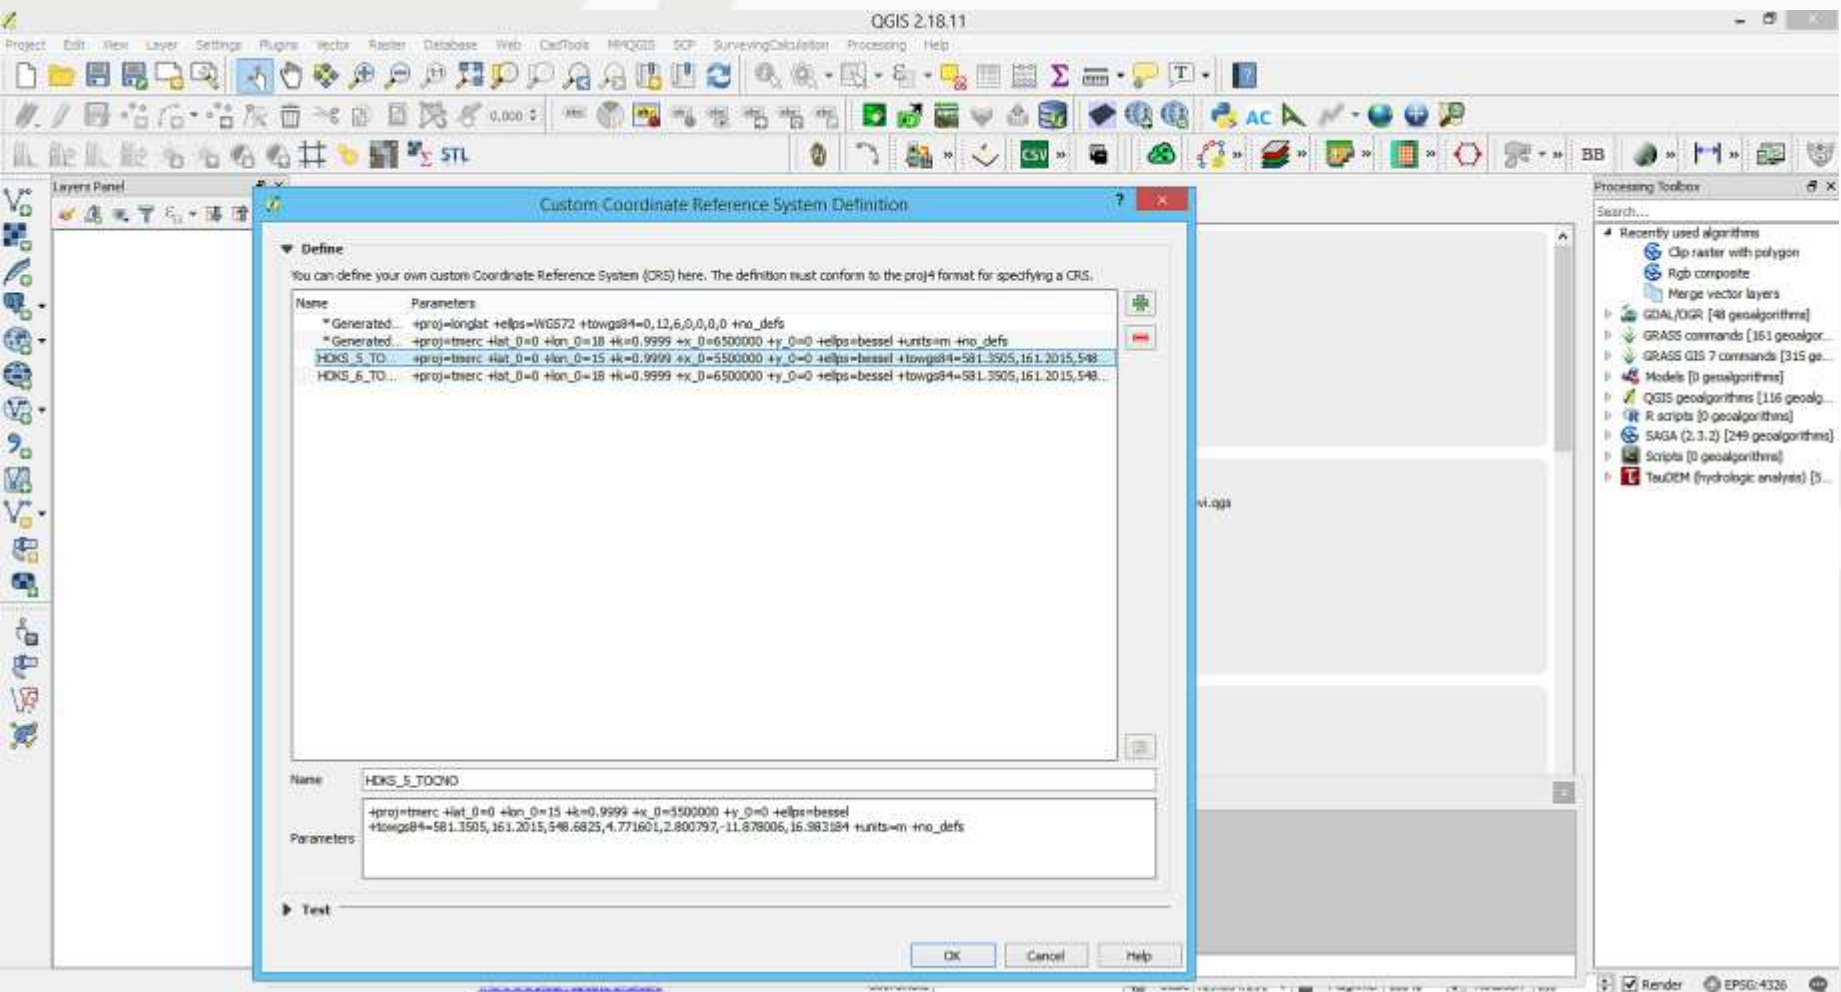 QGIS 2.18.11
Project Edit View Layer Settings Plugins Vector Raster Database Web CadTools MMQGIS SCP SurveyingCalculation Processing Help
0,000
AC
STL
CSV
BB
Layers Panel
Processing Toolbox
Search...
Recently used algorithms
Clip raster with polygon
Rgb composite
Merge vector layers
GDAL/OGR [48 geoalgorithms]
GRASS commands [161 geoalgor...
GRASS GIS 7 commands [315 ge...
Models [0 geoalgorithms]
QGIS geoalgorithms [116 geoalg...
R scripts [0 geoalgorithms]
SAGA (2.3.2) [249 geoalgorithms]
Scripts [0 geoalgorithms]
TauDEM (hydrologic analysis) [5...
Custom Coordinate Reference System Definition
Define
You can define your own custom Coordinate Reference System (CRS) here. The definition must conform to the proj4 format for specifying a CRS.
Name Parameters
*Generated... +proj=longlat +ellps=WGS72 +towgs84=0,12,6,0,0,0,0 +no_defs
*Generated... +proj=tmerc +lat_0=0 +lon_0=18 +k=0.9999 +x_0=6500000 +y_0=0 +ellps=bessel +units=m +no_defs
HDKS_5_TO... +proj=tmerc +lat_0=0 +lon_0=15 +k=0.9999 +x_0=5500000 +y_0=0 +ellps=bessel +towgs84=581.3505,161.2015,548...
HDKS_6_TO... +proj=tmerc +lat_0=0 +lon_0=18 +k=0.9999 +x_0=6500000 +y_0=0 +ellps=bessel +towgs84=581.3505,161.2015,548...
vi.qgs
Name HDKS_5_TOCNO
Parameters
+proj=tmerc +lat_0=0 +lon_0=15 +k=0.9999 +x_0=5500000 +y_0=0 +ellps=bessel
+towgs84=581.3505,161.2015,548.6825,4.771601,2.800797,-11.878006,16.983184 +units=m +no_defs
Test
OK Cancel Help
Render EPSG:4326